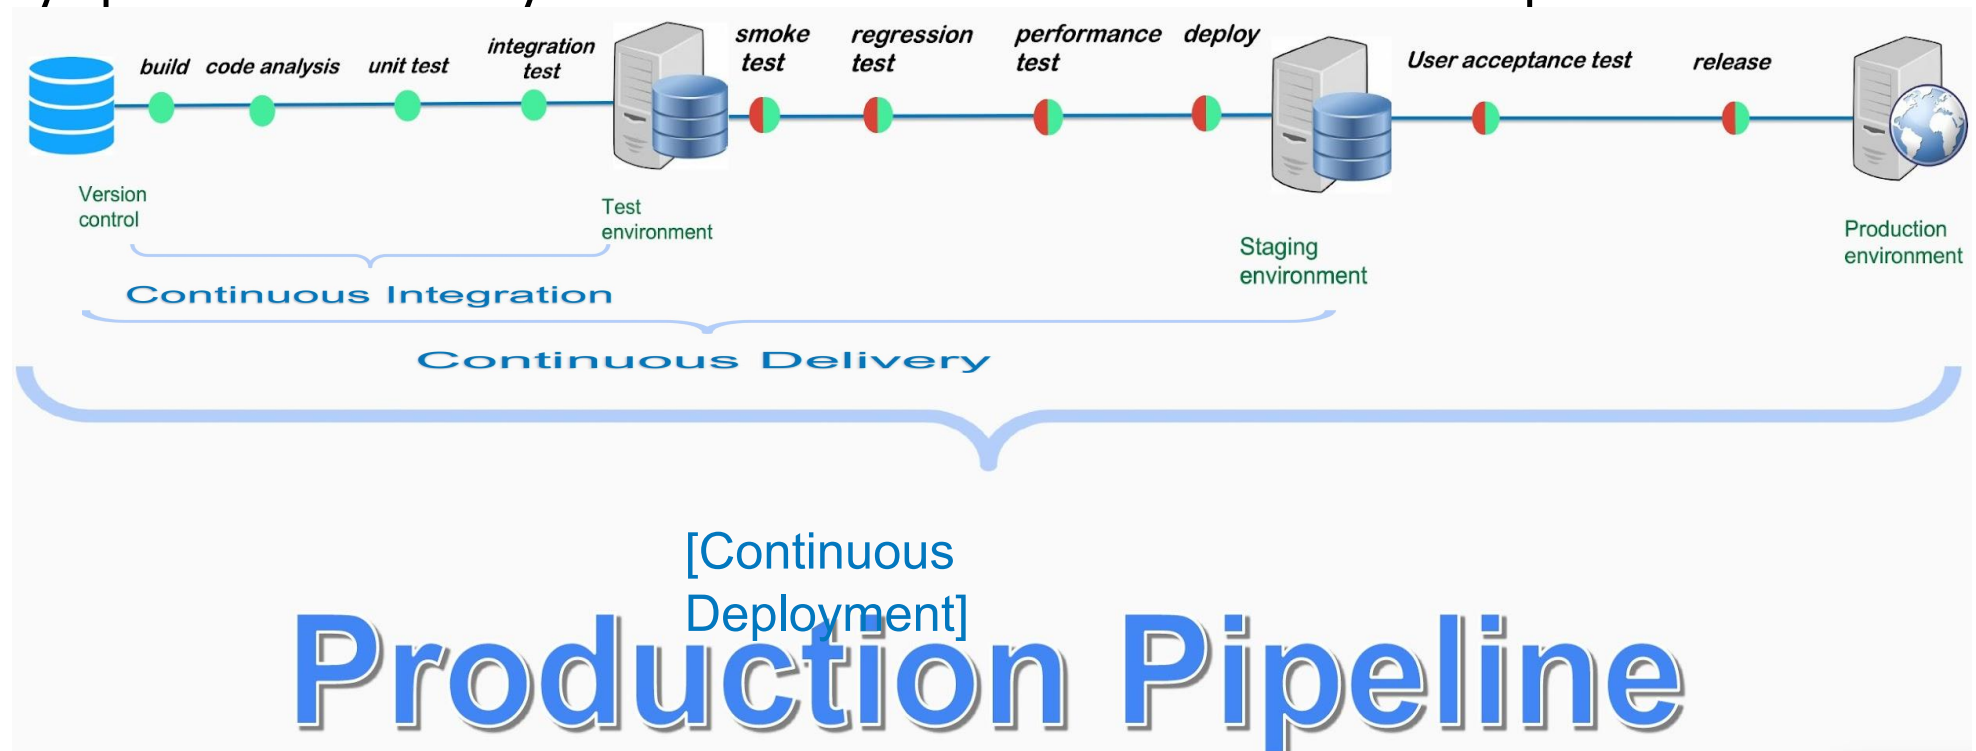 build code analysis unit test integration test
smoke test
regression test
performance test
deploy
User acceptance test
release
Version control
Test environment
Staging environment
Production environment
Continuous Integration
Continuous Delivery
[Continuous
Deployment]
Production Pipeline